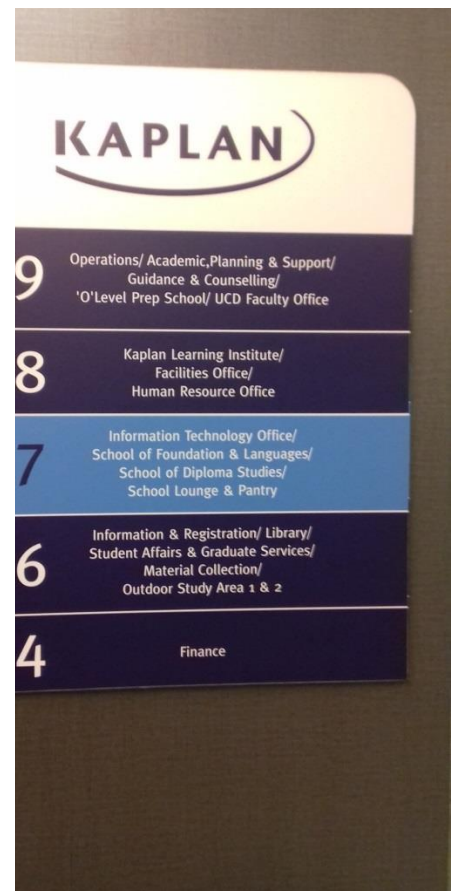 KAPLAN
9
Operations/ Academic,Planning & Support/
Guidance & Counselling/
'O'Level Prep School/ UCD Faculty Office
8
Kaplan Learning Institute/
Facilities Office/
Human Resource Office
7
Information Technology Office/
School of Foundation & Languages/
School of Diploma Studies/
School Lounge & Pantry
6
Information & Registration/ Library/
Student Affairs & Graduate Services/
Material Collection/
Outdoor Study Area 1 & 2
4
Finance